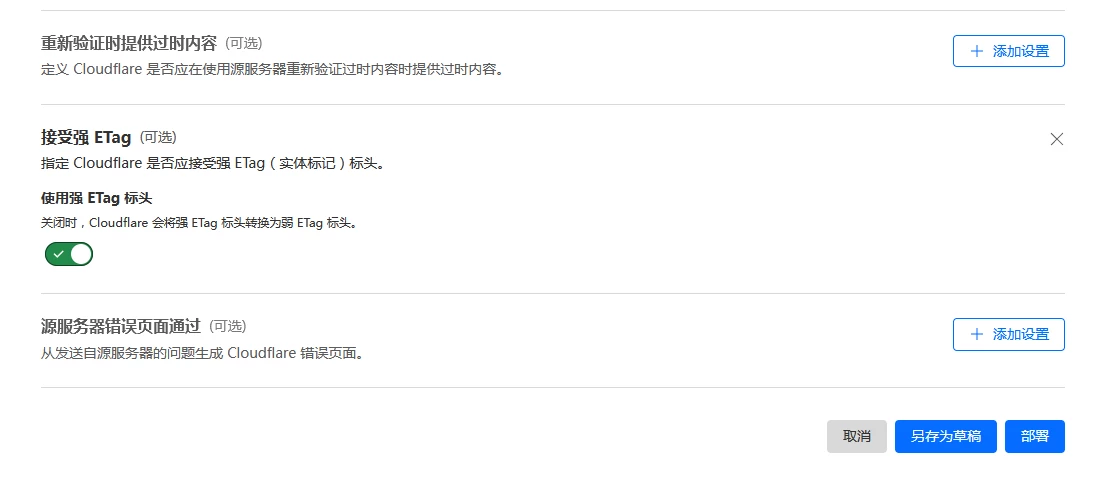 重新验证时提供过时内容 (可选)
定义 Cloudflare 是否应在使用源服务器重新验证过时内容时提供过时内容。
+ 添加设置
接受强 ETag (可选)
指定 Cloudflare 是否应接受强 ETag（实体标记）标头。
使用强 ETag 标头
关闭时，Cloudflare 会将强 ETag 标头转换为弱 ETag 标头。
源服务器错误页面通过 (可选)
从发送自源服务器的问题生成 Cloudflare 错误页面。
+ 添加设置
取消 另存为草稿 部署